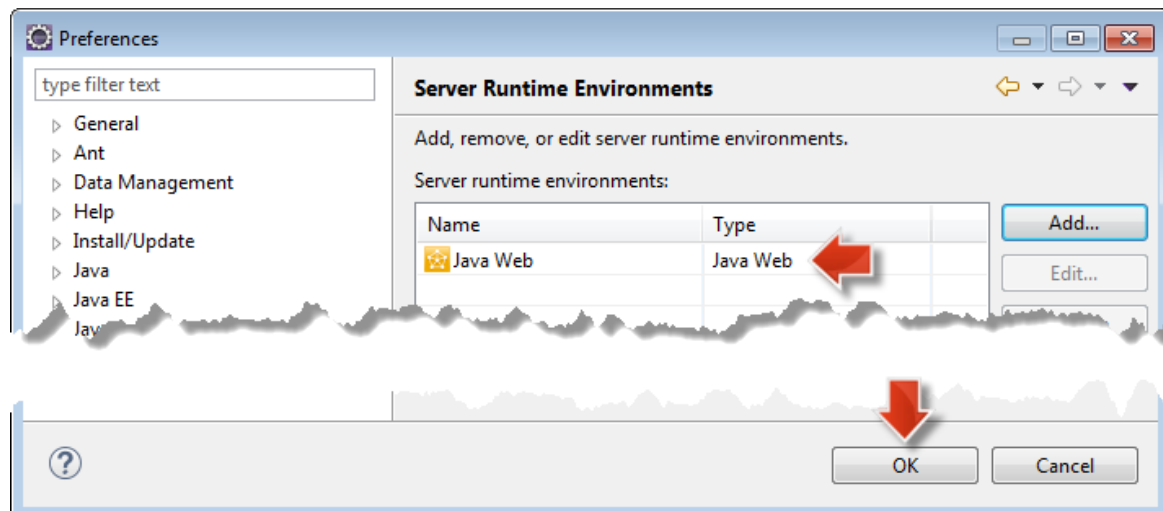 Preferences
type filter text
General
Ant
Data Management
Help
Install/Update
Java
Java EE
Server Runtime Environments
Add, remove, or edit server runtime environments.
Server runtime environments:
Name Type
Java Web Java Web
Add...
Edit...
OK Cancel